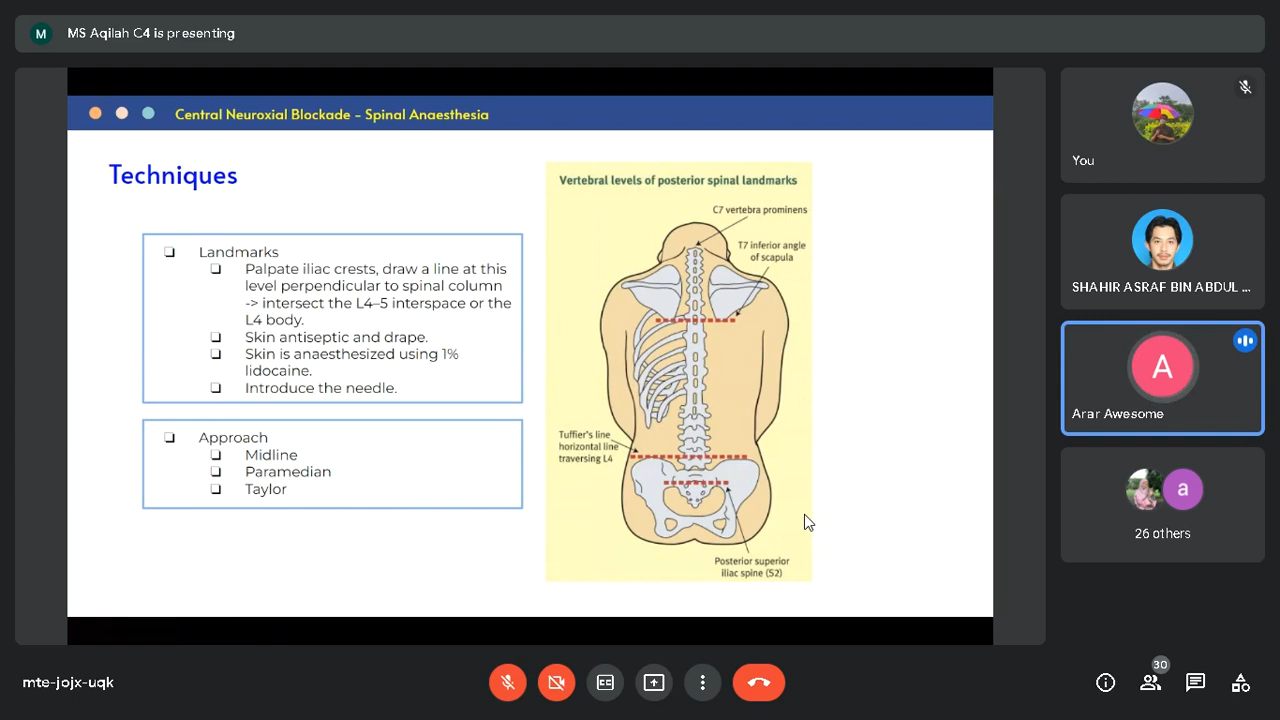 M
MS Aqilah C4 is presenting
Central Neuroxial Blockade - Spinal Anaesthesia
Techniques
Landmarks
Palpate iliac crests, draw a line at this
level perpendicular to spinal column
-> intersect the L4–5 interspace or the
L4 body.
Skin antiseptic and drape.
Skin is anaesthesized using 1%
lidocaine.
Introduce the needle.
Approach
Midline
Paramedian
Taylor
Vertebral levels of posterior spinal landmarks
C7 vertebra prominens
T7 inferior angle
of scapula
Tuffier's line
horizontal line
traversing L4
Posterior superior
iliac spine (S2)
You
SHAHIR ASRAF BIN ABDUL ...
A
Arar Awesome
a
26 others
mte-jojx-uqk
CC
30